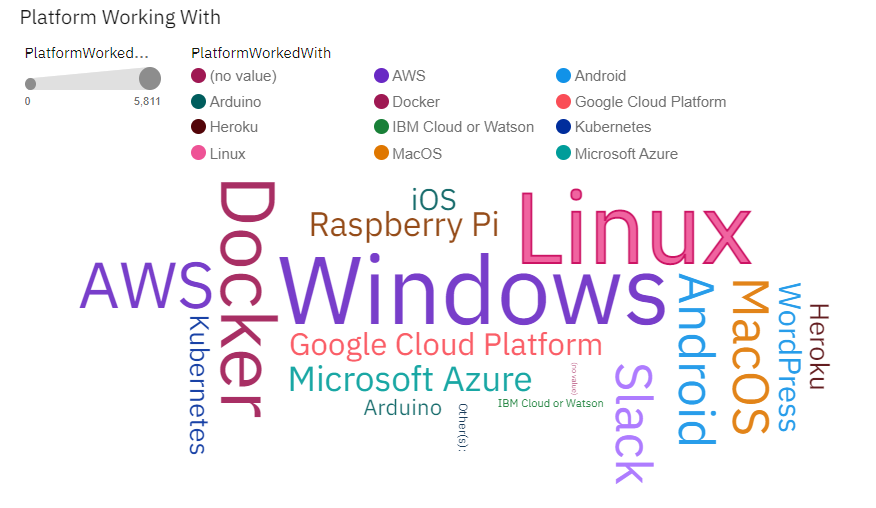 Platform Working With
PlatformWorked... PlatformWorkedWith
(no value) AWS Android
0 5,811
Arduino Docker Google Cloud Platform
Heroku IBM Cloud or Watson Kubernetes
Linux MacOS Microsoft Azure
iOS
Raspberry Pi
Linux
Docker
AWS
Windows
Android
MacOS
WordPress
Heroku
Kubernetes
Google Cloud Platform
Microsoft Azure
(no value)
Slack
Arduino
Other(s):
IBM Cloud or Watson